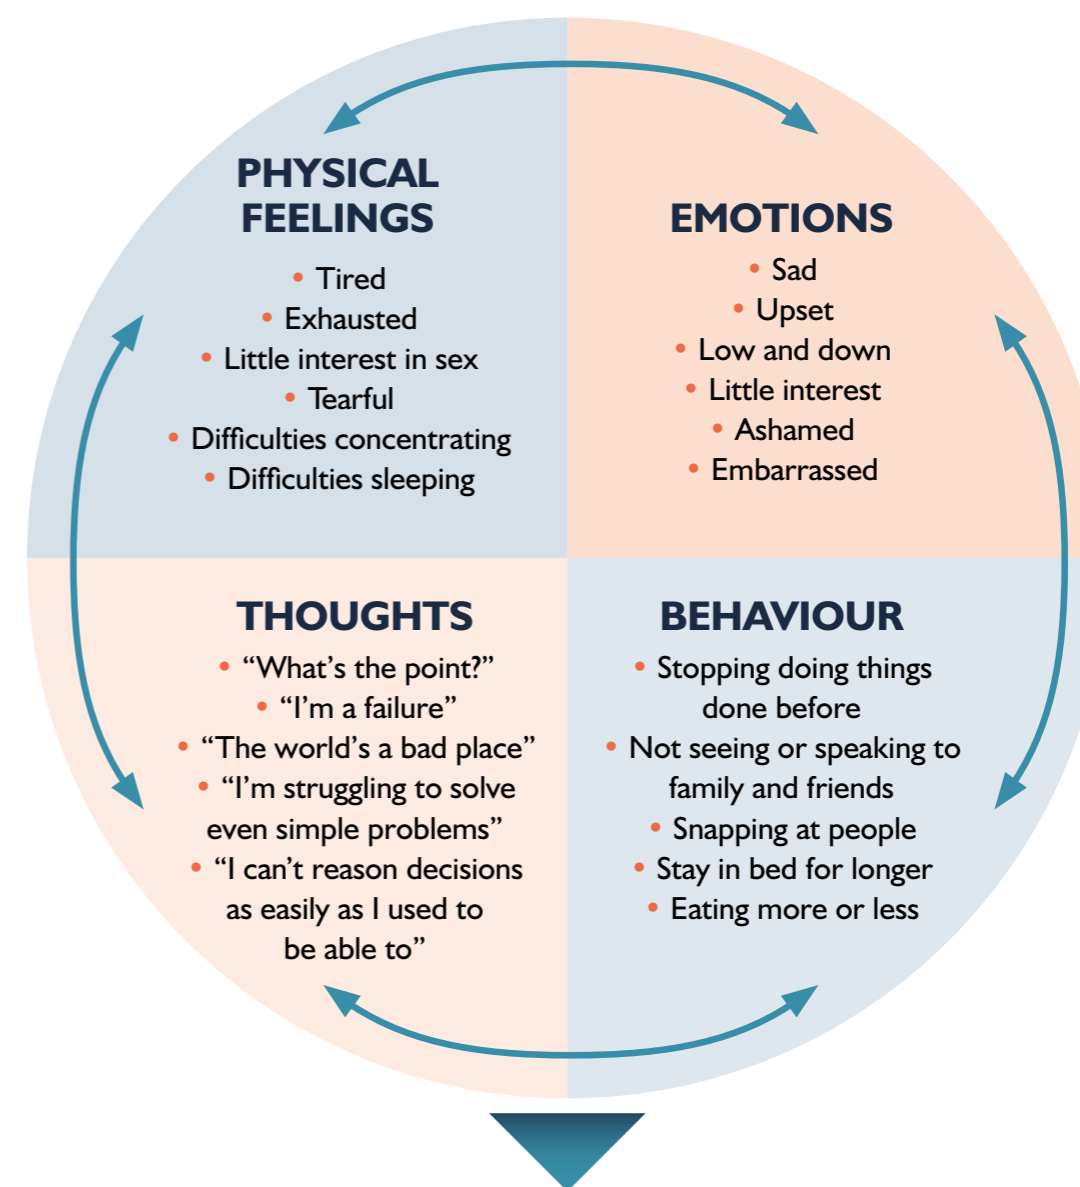 PHYSICAL
FEELINGS
• Tired
• Exhausted
• Little interest in sex
• Tearful
• Difficulties concentrating
• Difficulties sleeping
EMOTIONS
• Sad
• Upset
• Low and down
• Little interest
• Ashamed
• Embarrassed
THOUGHTS
• “What’s the point?”
• “I’m a failure”
• “The world’s a bad place”
• “I’m struggling to solve
even simple problems”
• “I can’t reason decisions
as easily as I used to
be able to”
BEHAVIOUR
• Stopping doing things
done before
• Not seeing or speaking to
family and friends
• Snapping at people
• Stay in bed for longer
• Eating more or less